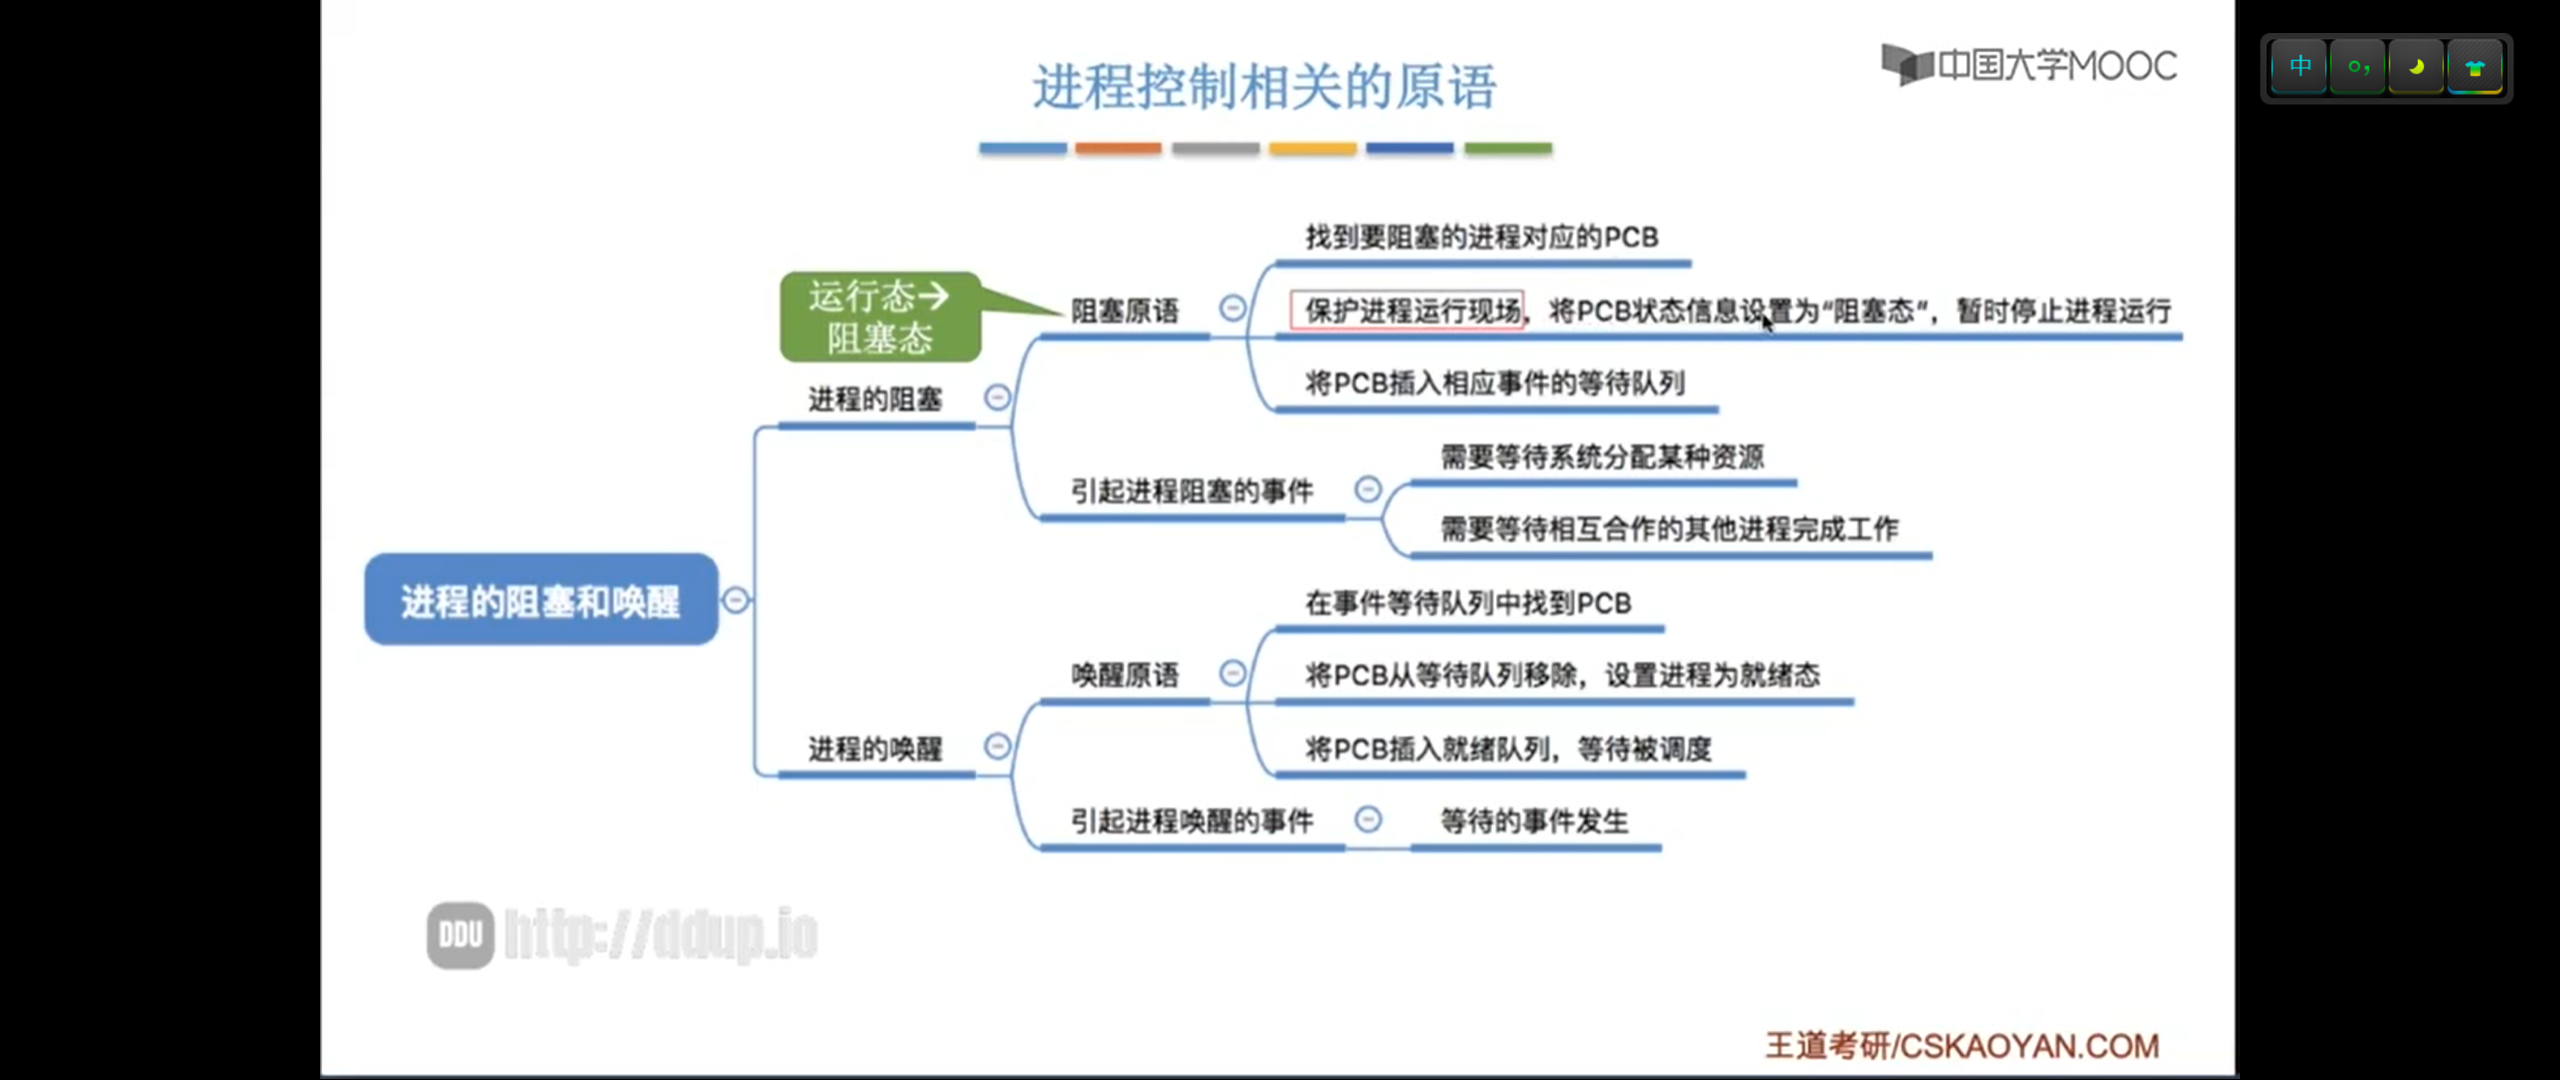 进程控制相关的原语
中国大学MOOC
中
找到要阻塞的进程对应的PCB
运行态→
阻塞态
阻塞原语
保护进程运行现场，将PCB状态信息设置为“阻塞态”，暂时停止进程运行
将PCB插入相应事件的等待队列
进程的阻塞
引起进程阻塞的事件
需要等待系统分配某种资源
需要等待相互合作的其他进程完成工作
进程的阻塞和唤醒
在事件等待队列中找到PCB
唤醒原语
将PCB从等待队列移除，设置进程为就绪态
将PCB插入就绪队列，等待被调度
进程的唤醒
引起进程唤醒的事件
等待的事件发生
DDU http://ddup.io
王道考研/CSKAOYAN.COM